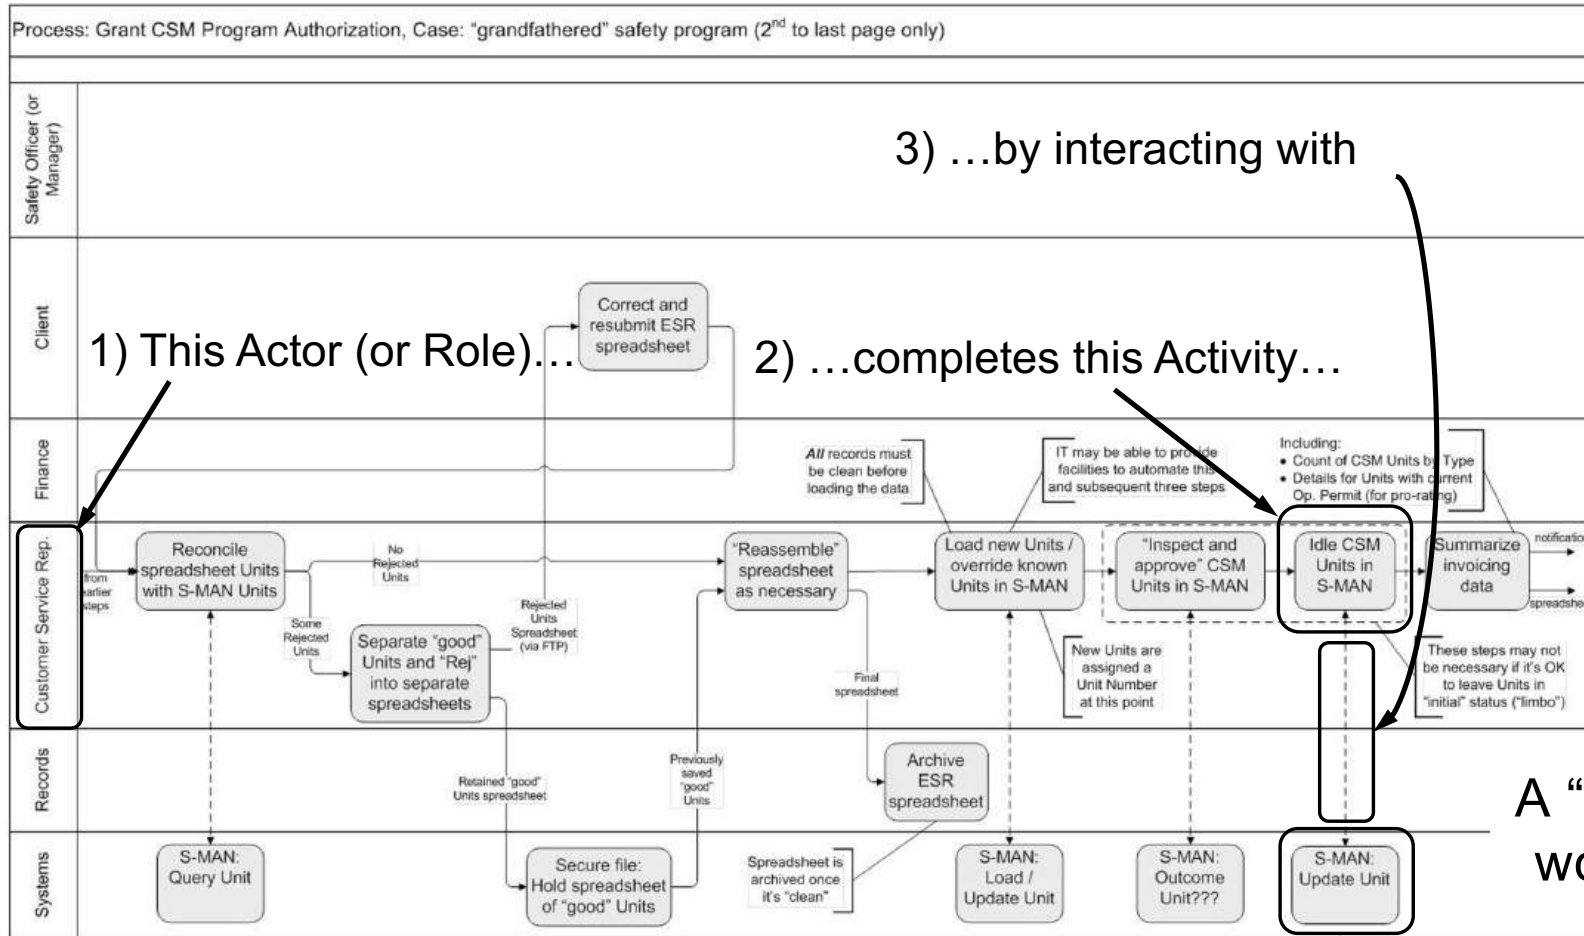 Process: Grant CSM Program Authorization, Case: “grandfathered” safety program (2nd to last page only)
Safety Officer (or
Manager)
3) …by interacting with
Client
Correct and
resubmit ESR
spreadsheet
1) This Actor (or Role)…
2) …completes this Activity…
Finance
All records must
be clean before
loading the data
IT may be able to provide
facilities to automate this
and subsequent three steps
Including:
• Count of CSM Units by Type
• Details for Units with current
Op. Permit (for pro-rating)
Customer Service Rep.
from
earlier
steps
Reconcile
spreadsheet Units
with S-MAN Units
No
Rejected
Units
Some
Rejected
Units
Separate “good”
Units and “Rej”
into separate
spreadsheets
Rejected
Units
Spreadsheet
(via FTP)
“Reassemble”
spreadsheet
as necessary
Final
spreadsheet
Load new Units /
override known
Units in S-MAN
New Units are
assigned a
Unit Number
at this point
“Inspect and
approve” CSM
Units in S-MAN
Idle CSM
Units in
S-MAN
Summarize
invoicing
data
notification
spreadsheet
These steps may not
be necessary if it’s OK
to leave Units in
“initial” status (“limbo”)
Records
Retained “good”
Units spreadsheet
Previously
saved
“good”
Units
Archive
ESR
spreadsheet
A “
wo
Systems
S-MAN:
Query Unit
Secure file:
Hold spreadsheet
of “good” Units
Spreadsheet is
archived once
it’s “clean”
S-MAN:
Load /
Update Unit
S-MAN:
Outcome
Unit???
S-MAN:
Update Unit